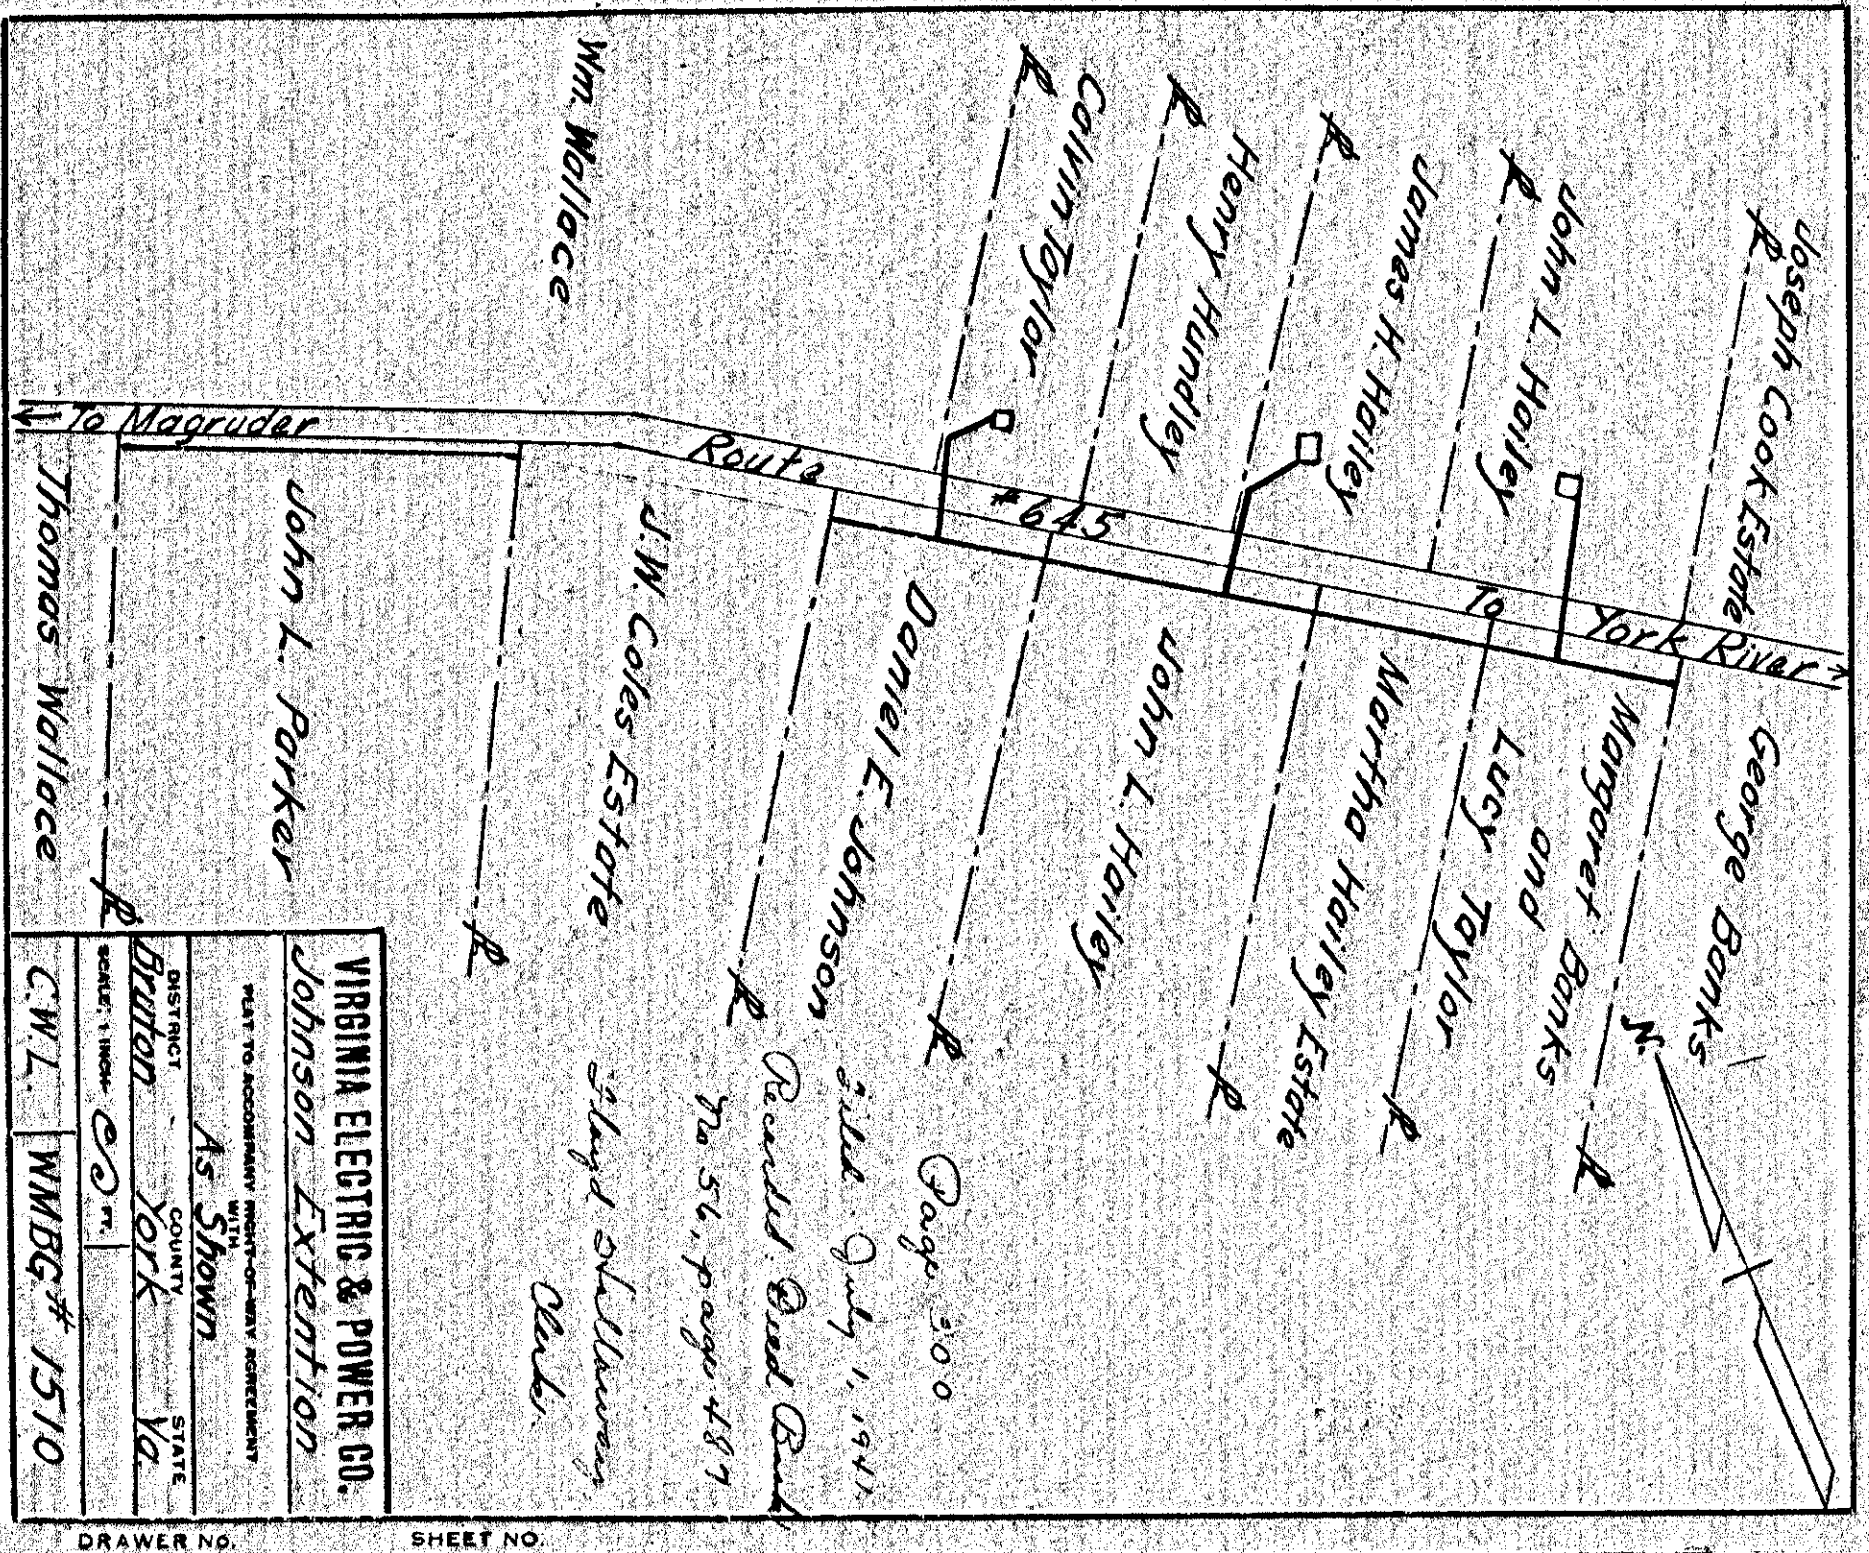 Joseph Cook Estate
John L. Hailey
James H. Hailey
Henry Hundley
Calvin Taylor
Wm. Wallace
To Magruder
Route #645 To York River
George Banks
Margaret Banks
and
Lucy Taylor
Martha Hailey Estate
John L. Hailey
Daniel E. Johnson
J.W. Coles Estate
John L. Parker
Thomas Wallace
N.
Page 300
Filed July 1, 1941.
Recorded. Deed Book
No 56, page 487
Floyd Holloway
Clerk.
VIRGINIA ELECTRIC & POWER CO.
Johnson Extention
PLAT TO ACCOMPANY RIGHT-OF-WAY AGREEMENT
WITH
As Shown
DISTRICT COUNTY STATE
Bruton York Va.
SCALE: 1 INCH= FT.
C.W.L. WMBG# 1510
DRAWER NO. SHEET NO.